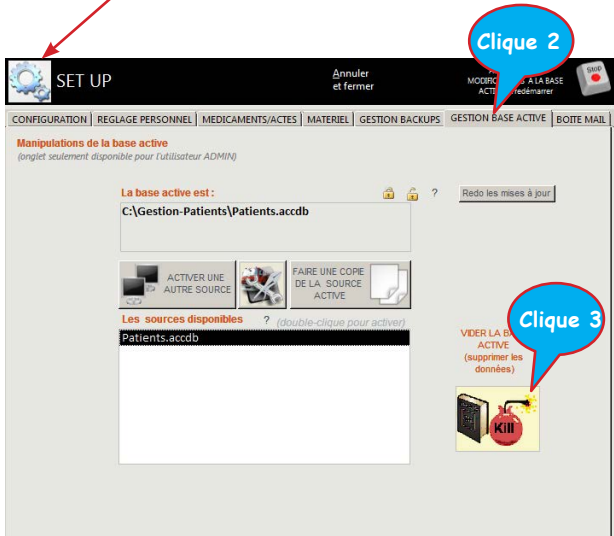 Clique 2
SET UP
Annuler
et fermer
MODIFIC A LA BASE
redémarrer
Stop
CONFIGURATION
REGLAGE PERSONNEL
MEDICAMENTS/ACTES
MATERIEL
GESTION BACKUPS
GESTION BASE ACTIVE
BOITE MAIL
Manipulations de la base active
(onglet seulement disponible pour l'utilisateur ADMIN)
La base active est :
?
Redo les mises à jour
C:\Gestion-Patients\Patients.accdb
ACTIVER UNE
AUTRE SOURCE
FAIRE UNE COPIE
DE LA SOURCE
ACTIVE
Les sources disponibles
? (double-clique pour activer)
Patients.accdb
Clique 3
VIDER LA
ACTIVE
(supprimer les
données)
Kill